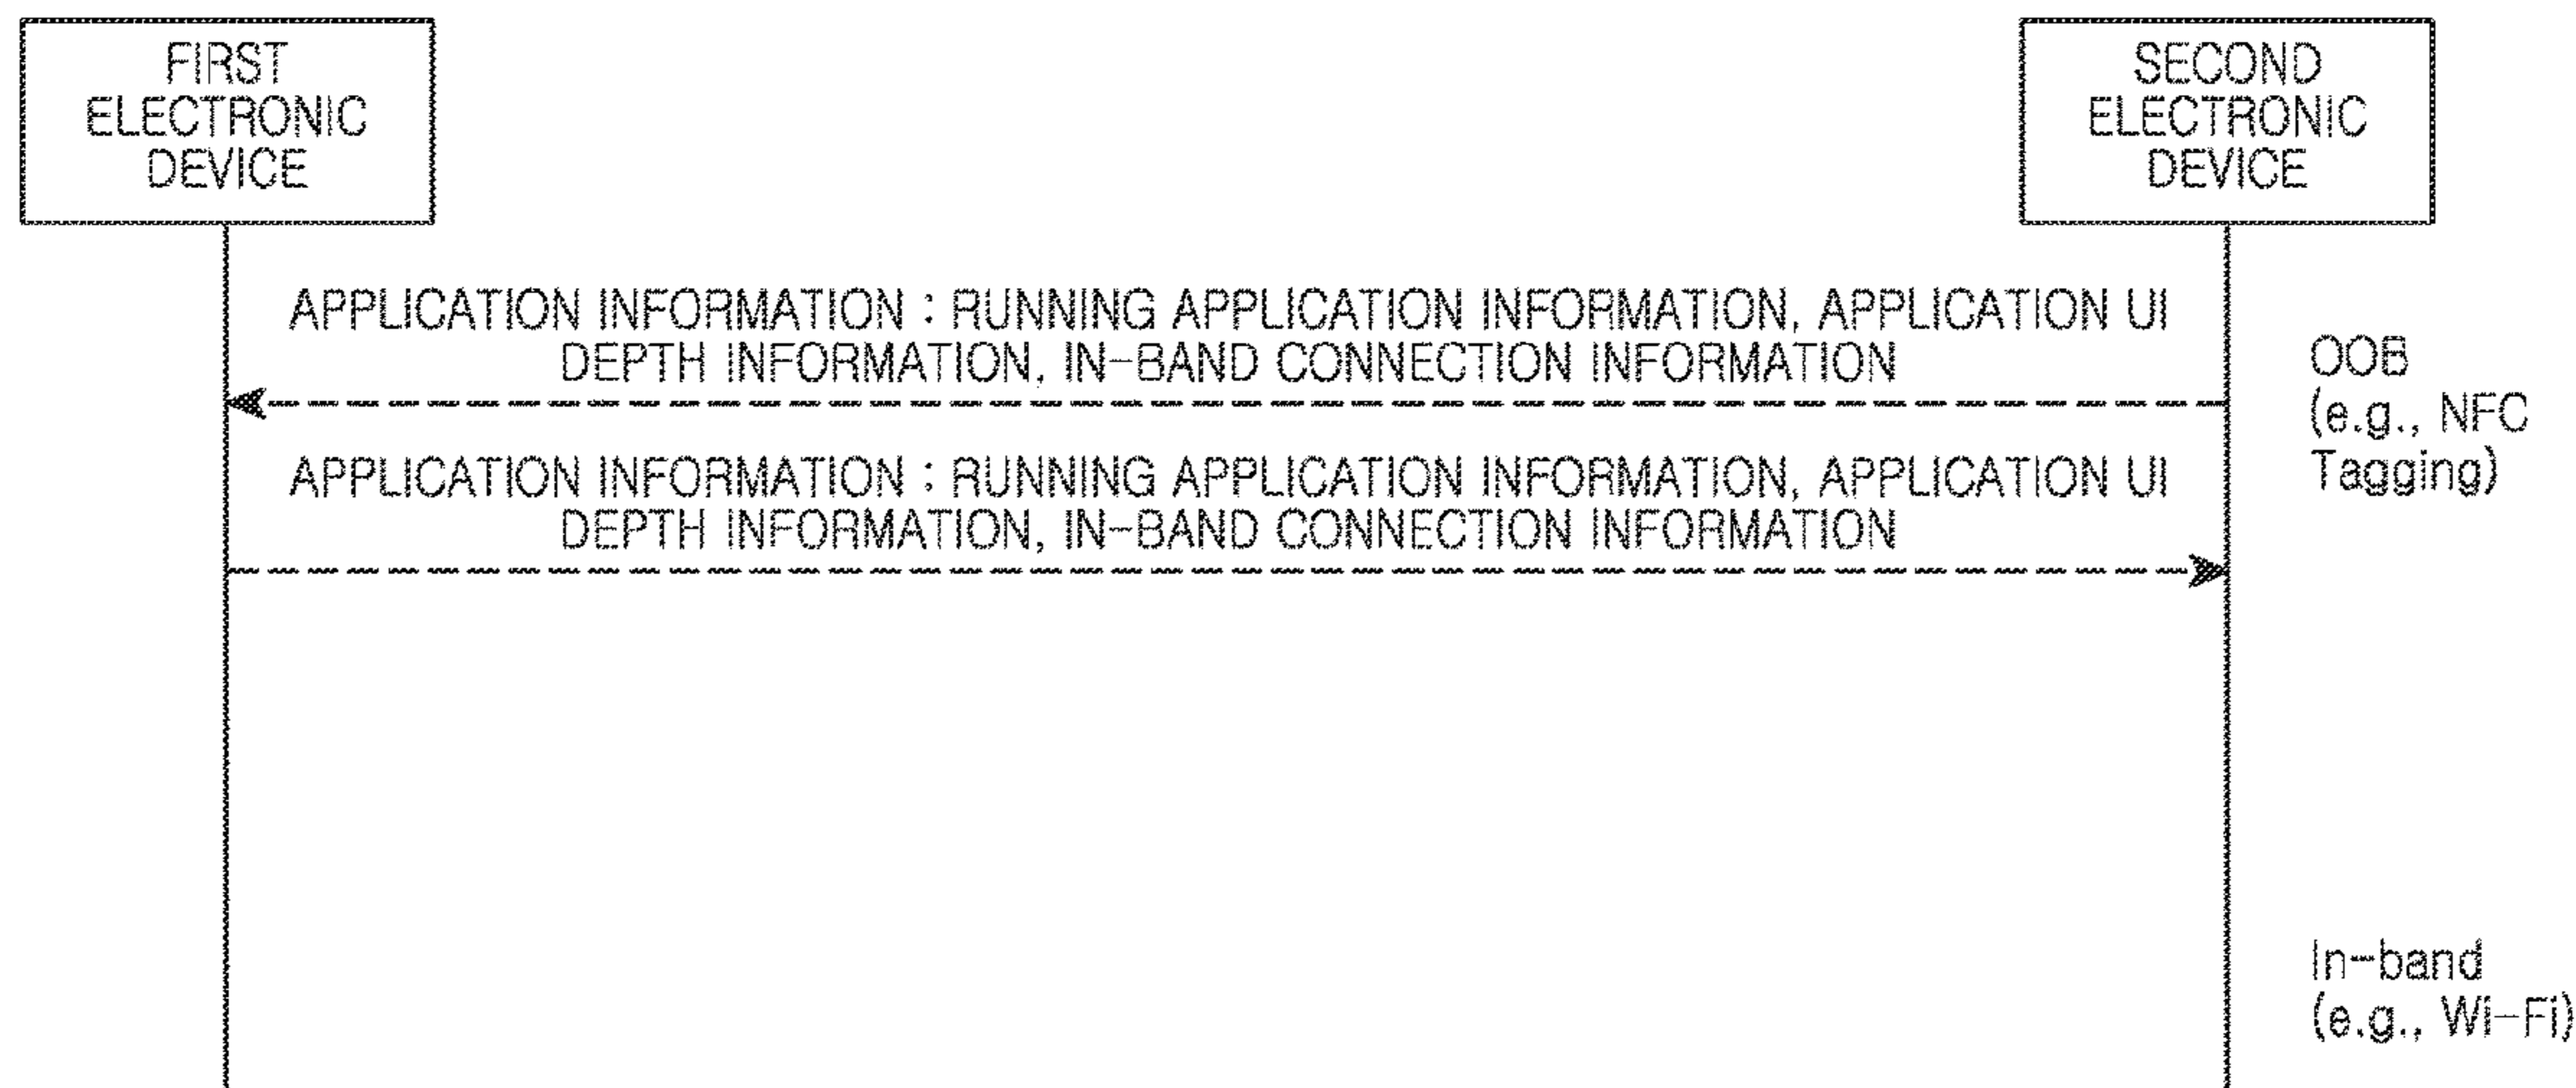 FIRST
ELECTRONIC
DEVICE
SECOND
ELECTRONIC
DEVICE
APPLICATION INFORMATION : RUNNING APPLICATION INFORMATION, APPLICATION UI
DEPTH INFORMATION, IN-BAND CONNECTION INFORMATION
OOB
(e.g., NFC
Tagging)
APPLICATION INFORMATION : RUNNING APPLICATION INFORMATION, APPLICATION UI
DEPTH INFORMATION, IN-BAND CONNECTION INFORMATION
In-band
(e.g., Wi-Fi)